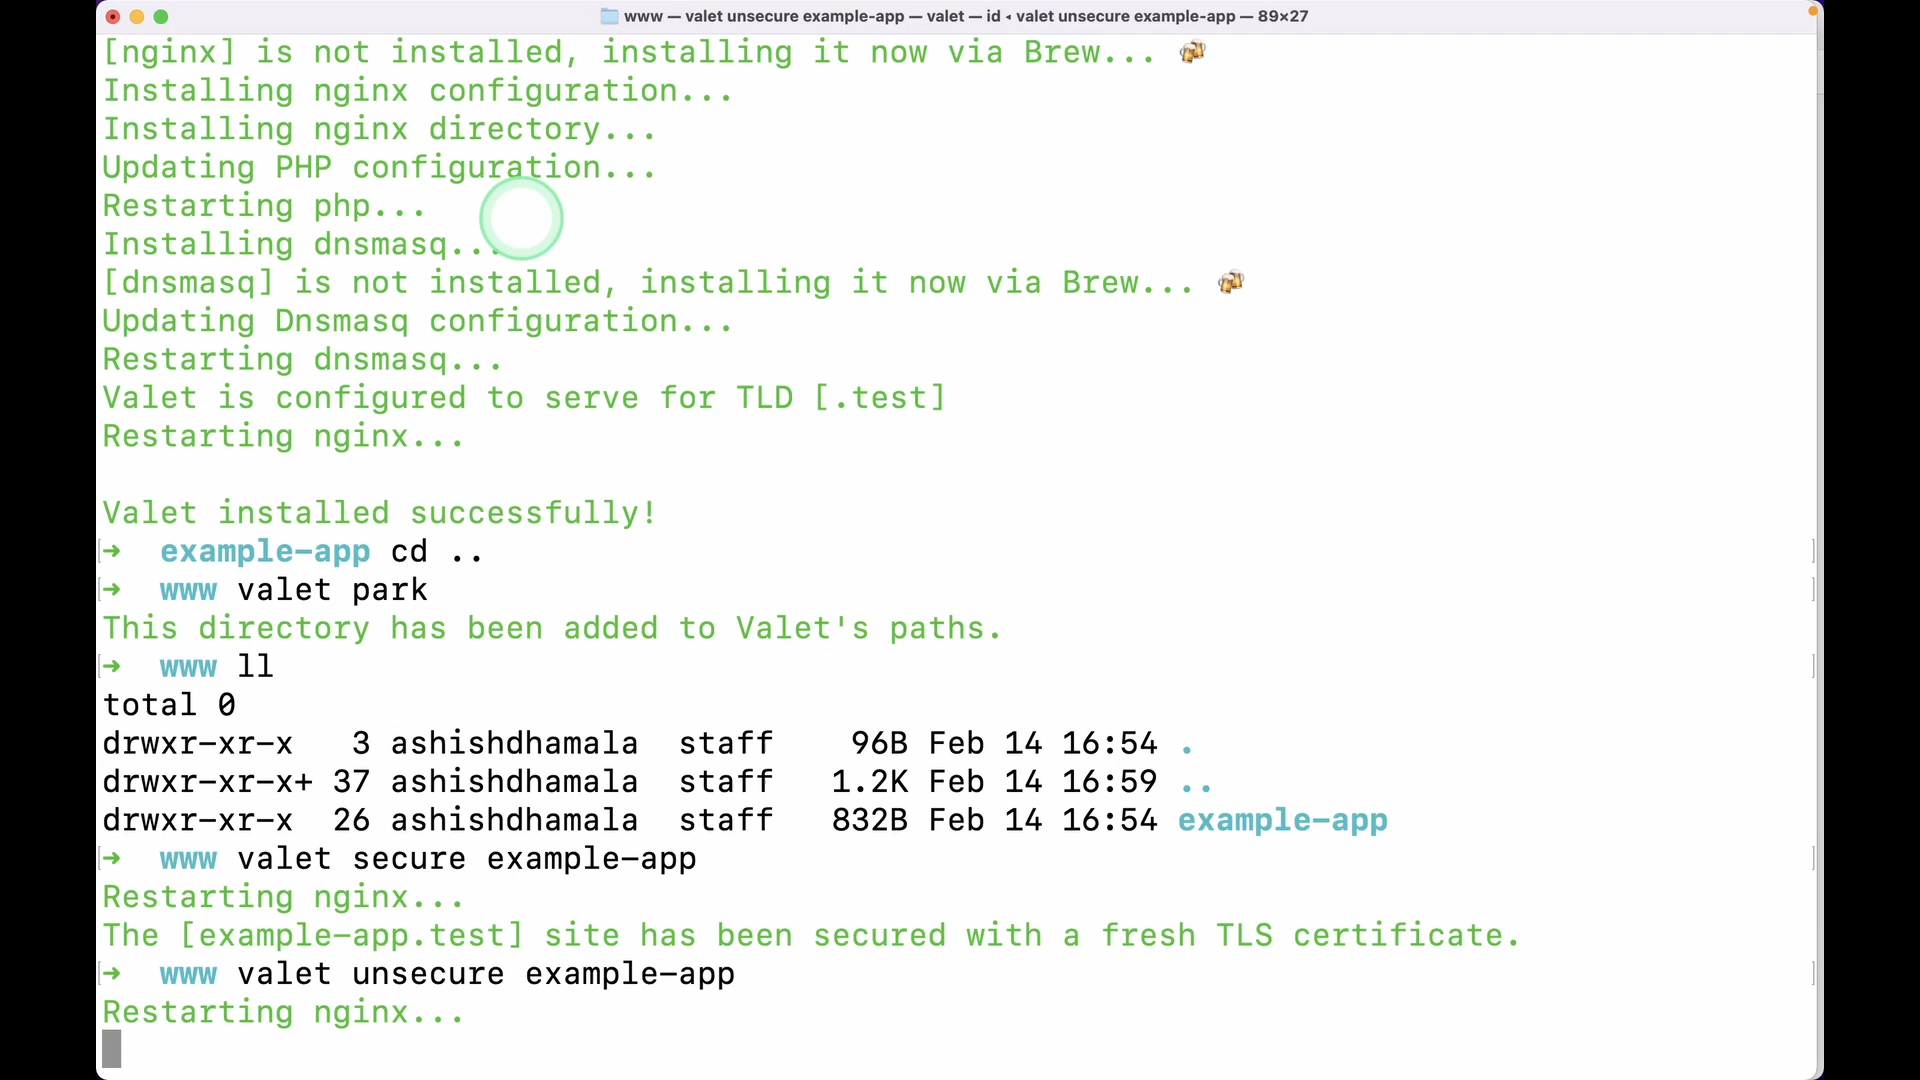 www — valet unsecure example-app — valet — id ◂ valet unsecure example-app — 89×27
[nginx] is not installed, installing it now via Brew... 🍻
Installing nginx configuration...
Installing nginx directory...
Updating PHP configuration...
Restarting php...
Installing dnsmasq...
[dnsmasq] is not installed, installing it now via Brew... 🍻
Updating Dnsmasq configuration...
Restarting dnsmasq...
Valet is configured to serve for TLD [.test]
Restarting nginx...
Valet installed successfully!
➜  example-app cd ..
➜  www valet park
This directory has been added to Valet's paths.
➜  www ll
total 0
drwxr-xr-x   3 ashishdhamala  staff    96B Feb 14 16:54 .
drwxr-xr-x+ 37 ashishdhamala  staff   1.2K Feb 14 16:59 ..
drwxr-xr-x  26 ashishdhamala  staff   832B Feb 14 16:54 example-app
➜  www valet secure example-app
Restarting nginx...
The [example-app.test] site has been secured with a fresh TLS certificate.
➜  www valet unsecure example-app
Restarting nginx...